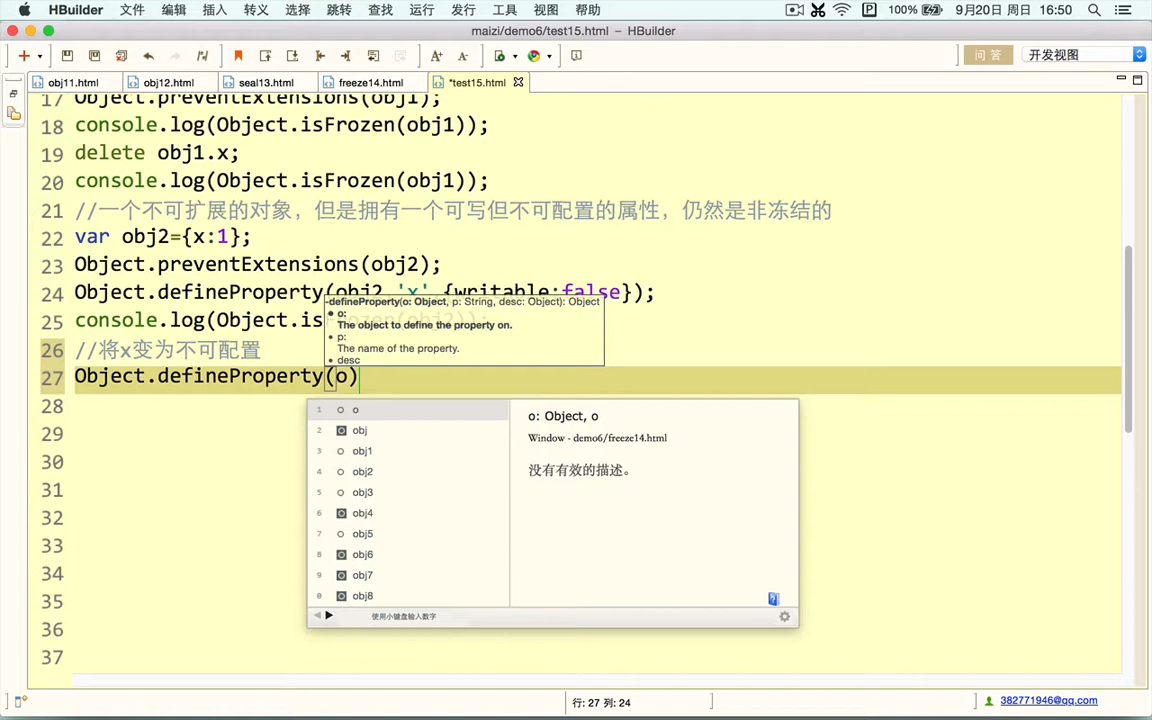 HBuilder 文件 编辑 插入 转义 选择 跳转 查找 运行 发行 工具 视图 帮助 100% 9月20日 周日 16:50
maizi/demo6/test15.html – HBuilder
问 答 开发视图
obj11.html obj12.html seal13.html freeze14.html *test15.html
17 Object.preventExtensions(obj1);
18 console.log(Object.isFrozen(obj1));
19 delete obj1.x;
20 console.log(Object.isFrozen(obj1));
21 //一个不可扩展的对象，但是拥有一个可写但不可配置的属性，仍然是非冻结的
22 var obj2={x:1};
23 Object.preventExtensions(obj2);
24 Object.defineProperty(obj2,'x',{writable:false});
defineProperty(o: Object, p: String, desc: Object): Object
o:
25 console.log(Object.is
The object to define the property on.
p:
26 //将x变为不可配置
The name of the property.
desc
27 Object.defineProperty(o)
28
1 o
o: Object, o
29
2 obj
Window - demo6/freeze14.html
3 obj1
30
4 obj2
没有有效的描述。
31
5 obj3
32
6 obj4
33
7 obj5
8 obj6
34
9 obj7
35
0 obj8
36
使用小键盘输入数字
37
行: 27 列: 24
382771946@qq.com